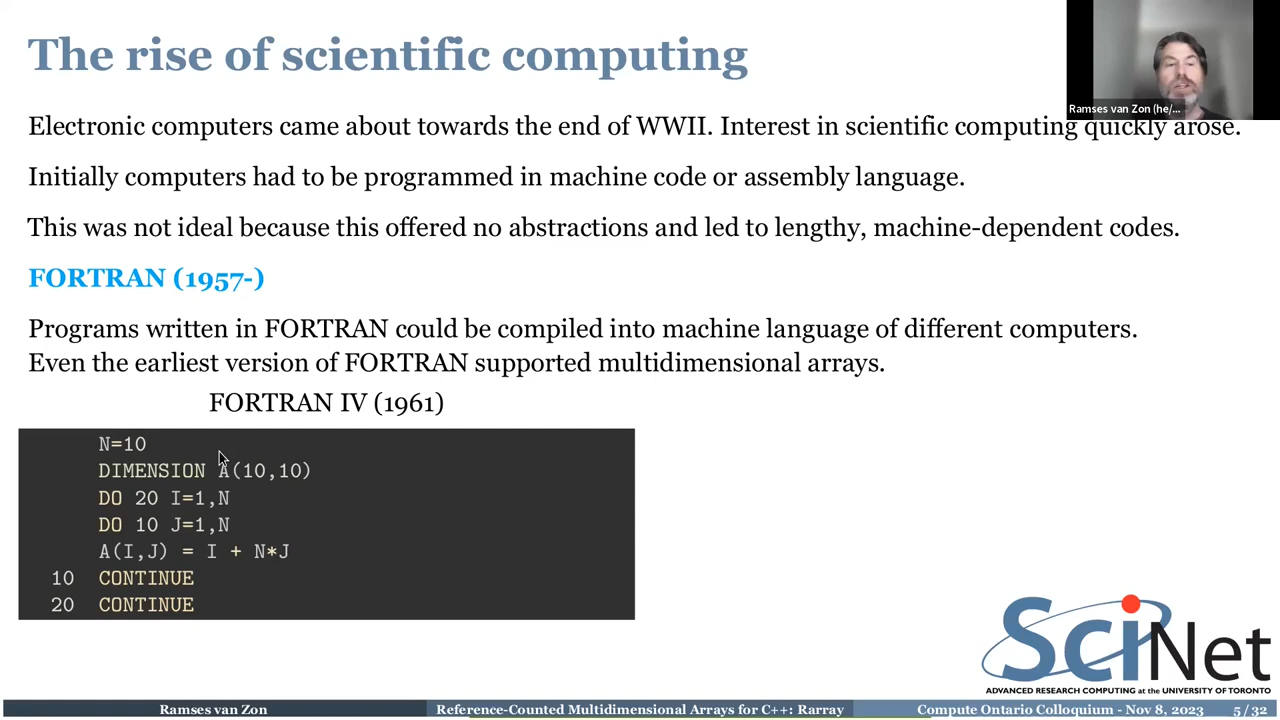 The rise of scientific computing
Ramses van Zon (he/...
Electronic computers came about towards the end of WWII. Interest in scientific computing quickly arose.
Initially computers had to be programmed in machine code or assembly language.
This was not ideal because this offered no abstractions and led to lengthy, machine-dependent codes.
FORTRAN (1957-)
Programs written in FORTRAN could be compiled into machine language of different computers.
Even the earliest version of FORTRAN supported multidimensional arrays.
FORTRAN IV (1961)
N=10
DIMENSION A(10,10)
DO 20 I=1,N
DO 10 J=1,N
A(I,J) = I + N*J
10 CONTINUE
20 CONTINUE
SciNet
ADVANCED RESEARCH COMPUTING at the UNIVERSITY OF TORONTO
Ramses van Zon Reference-Counted Multidimensional Arrays for C++: Rarray Compute Ontario Colloquium - Nov 8, 2023 5 / 32